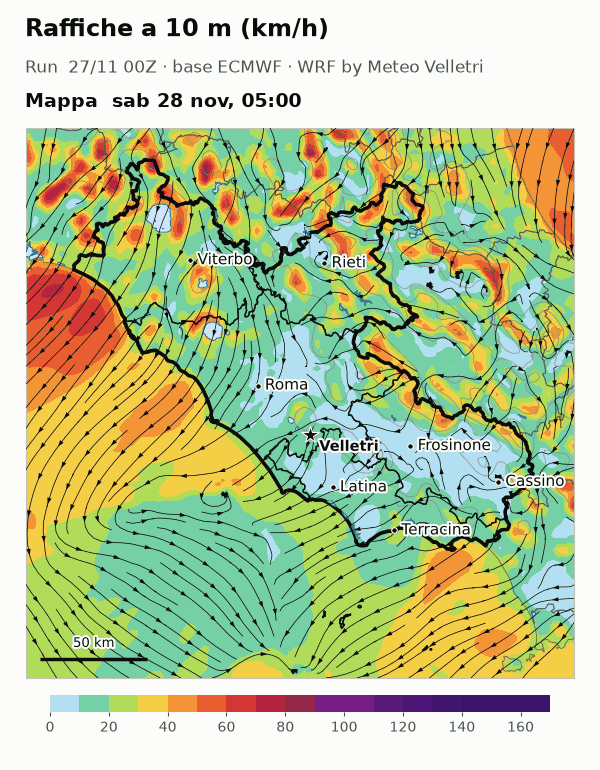 Raffiche a 10 m (km/h)
Run  27/11 00Z · base ECMWF · WRF by Meteo Velletri
Mappa  sab 28 nov, 05:00
Viterbo
Rieti
Roma
Velletri
Frosinone
Cassino
Latina
Terracina
50 km
0 20 40 60 80 100 120 140 160